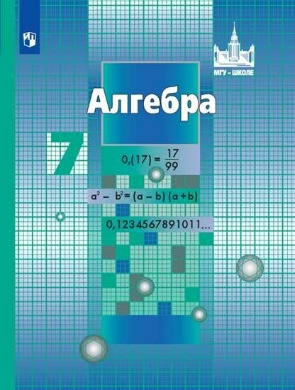 МГУ – ШКОЛЕ
Алгебра
7
0,(17) = 17/99
a² – b² = (a – b) (a + b)
0,1234567891011...